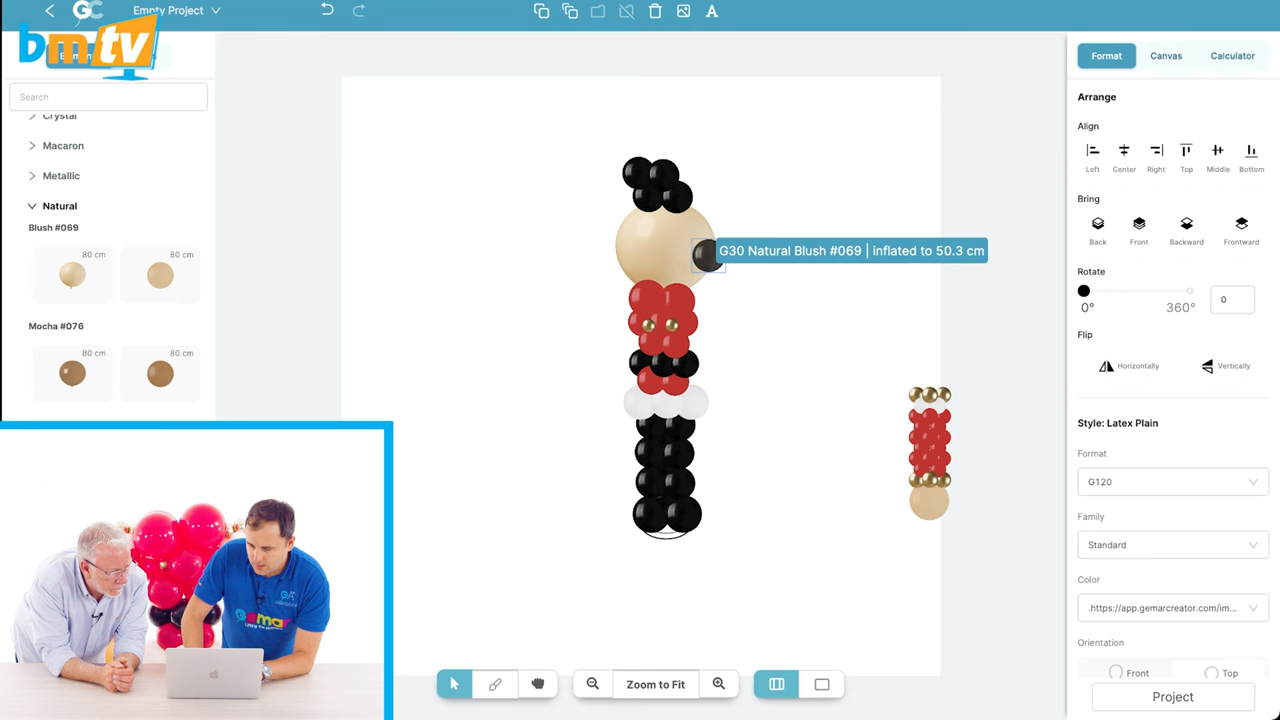 GC
Empty Project
bmtv
Format
Canvas
Calculator
Search
Crystal
Macaron
Metallic
Natural
Blush #069
80 cm
80 cm
Mocha #076
80 cm
80 cm
G30 Natural Blush #069 | inflated to 50.3 cm
Arrange
Align
Left
Center
Right
Top
Middle
Bottom
Bring
Back
Front
Backward
Frontward
Rotate
0°
360°
0
Flip
Horizontally
Vertically
Style: Latex Plain
Format
G120
Family
Standard
Color
.https://app.gemarcreator.com/im...
Orientation
Front
Top
Project
Zoom to Fit
Gemar